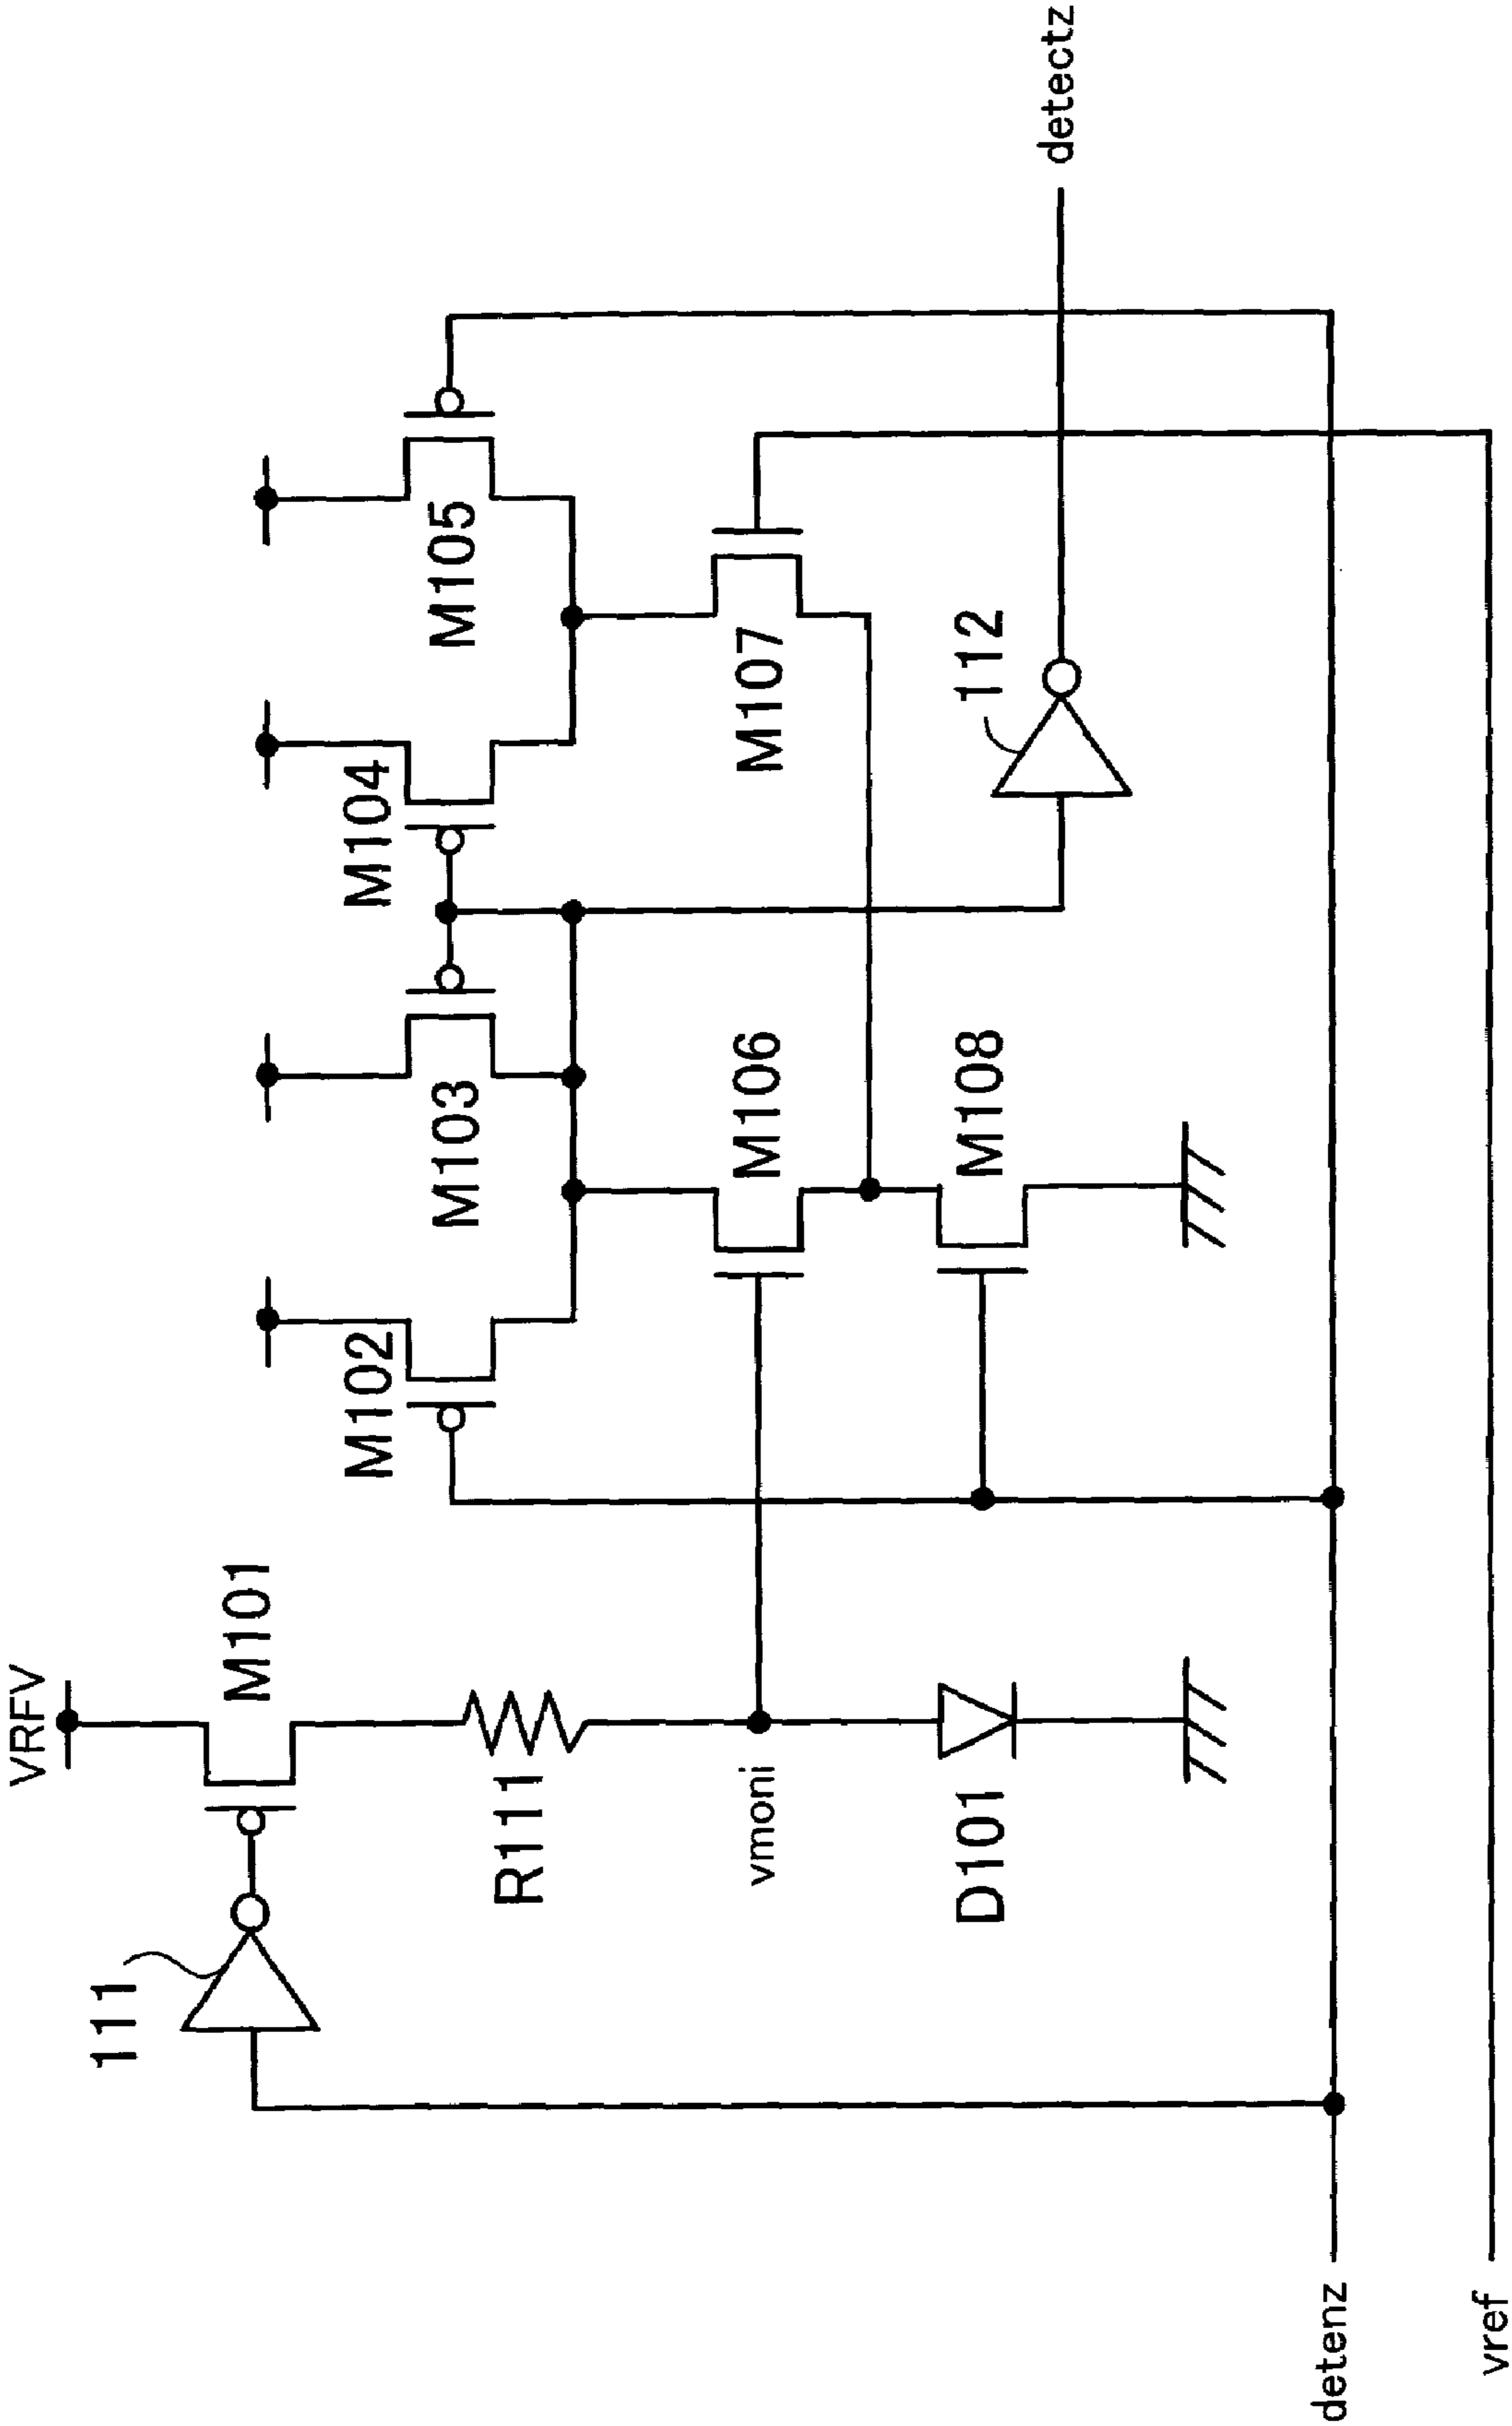 VRFV
111
M101
R111
vmoni
D101
M102
M103
M104
M105
M106
M107
M108
112
detectz
detenz
vref